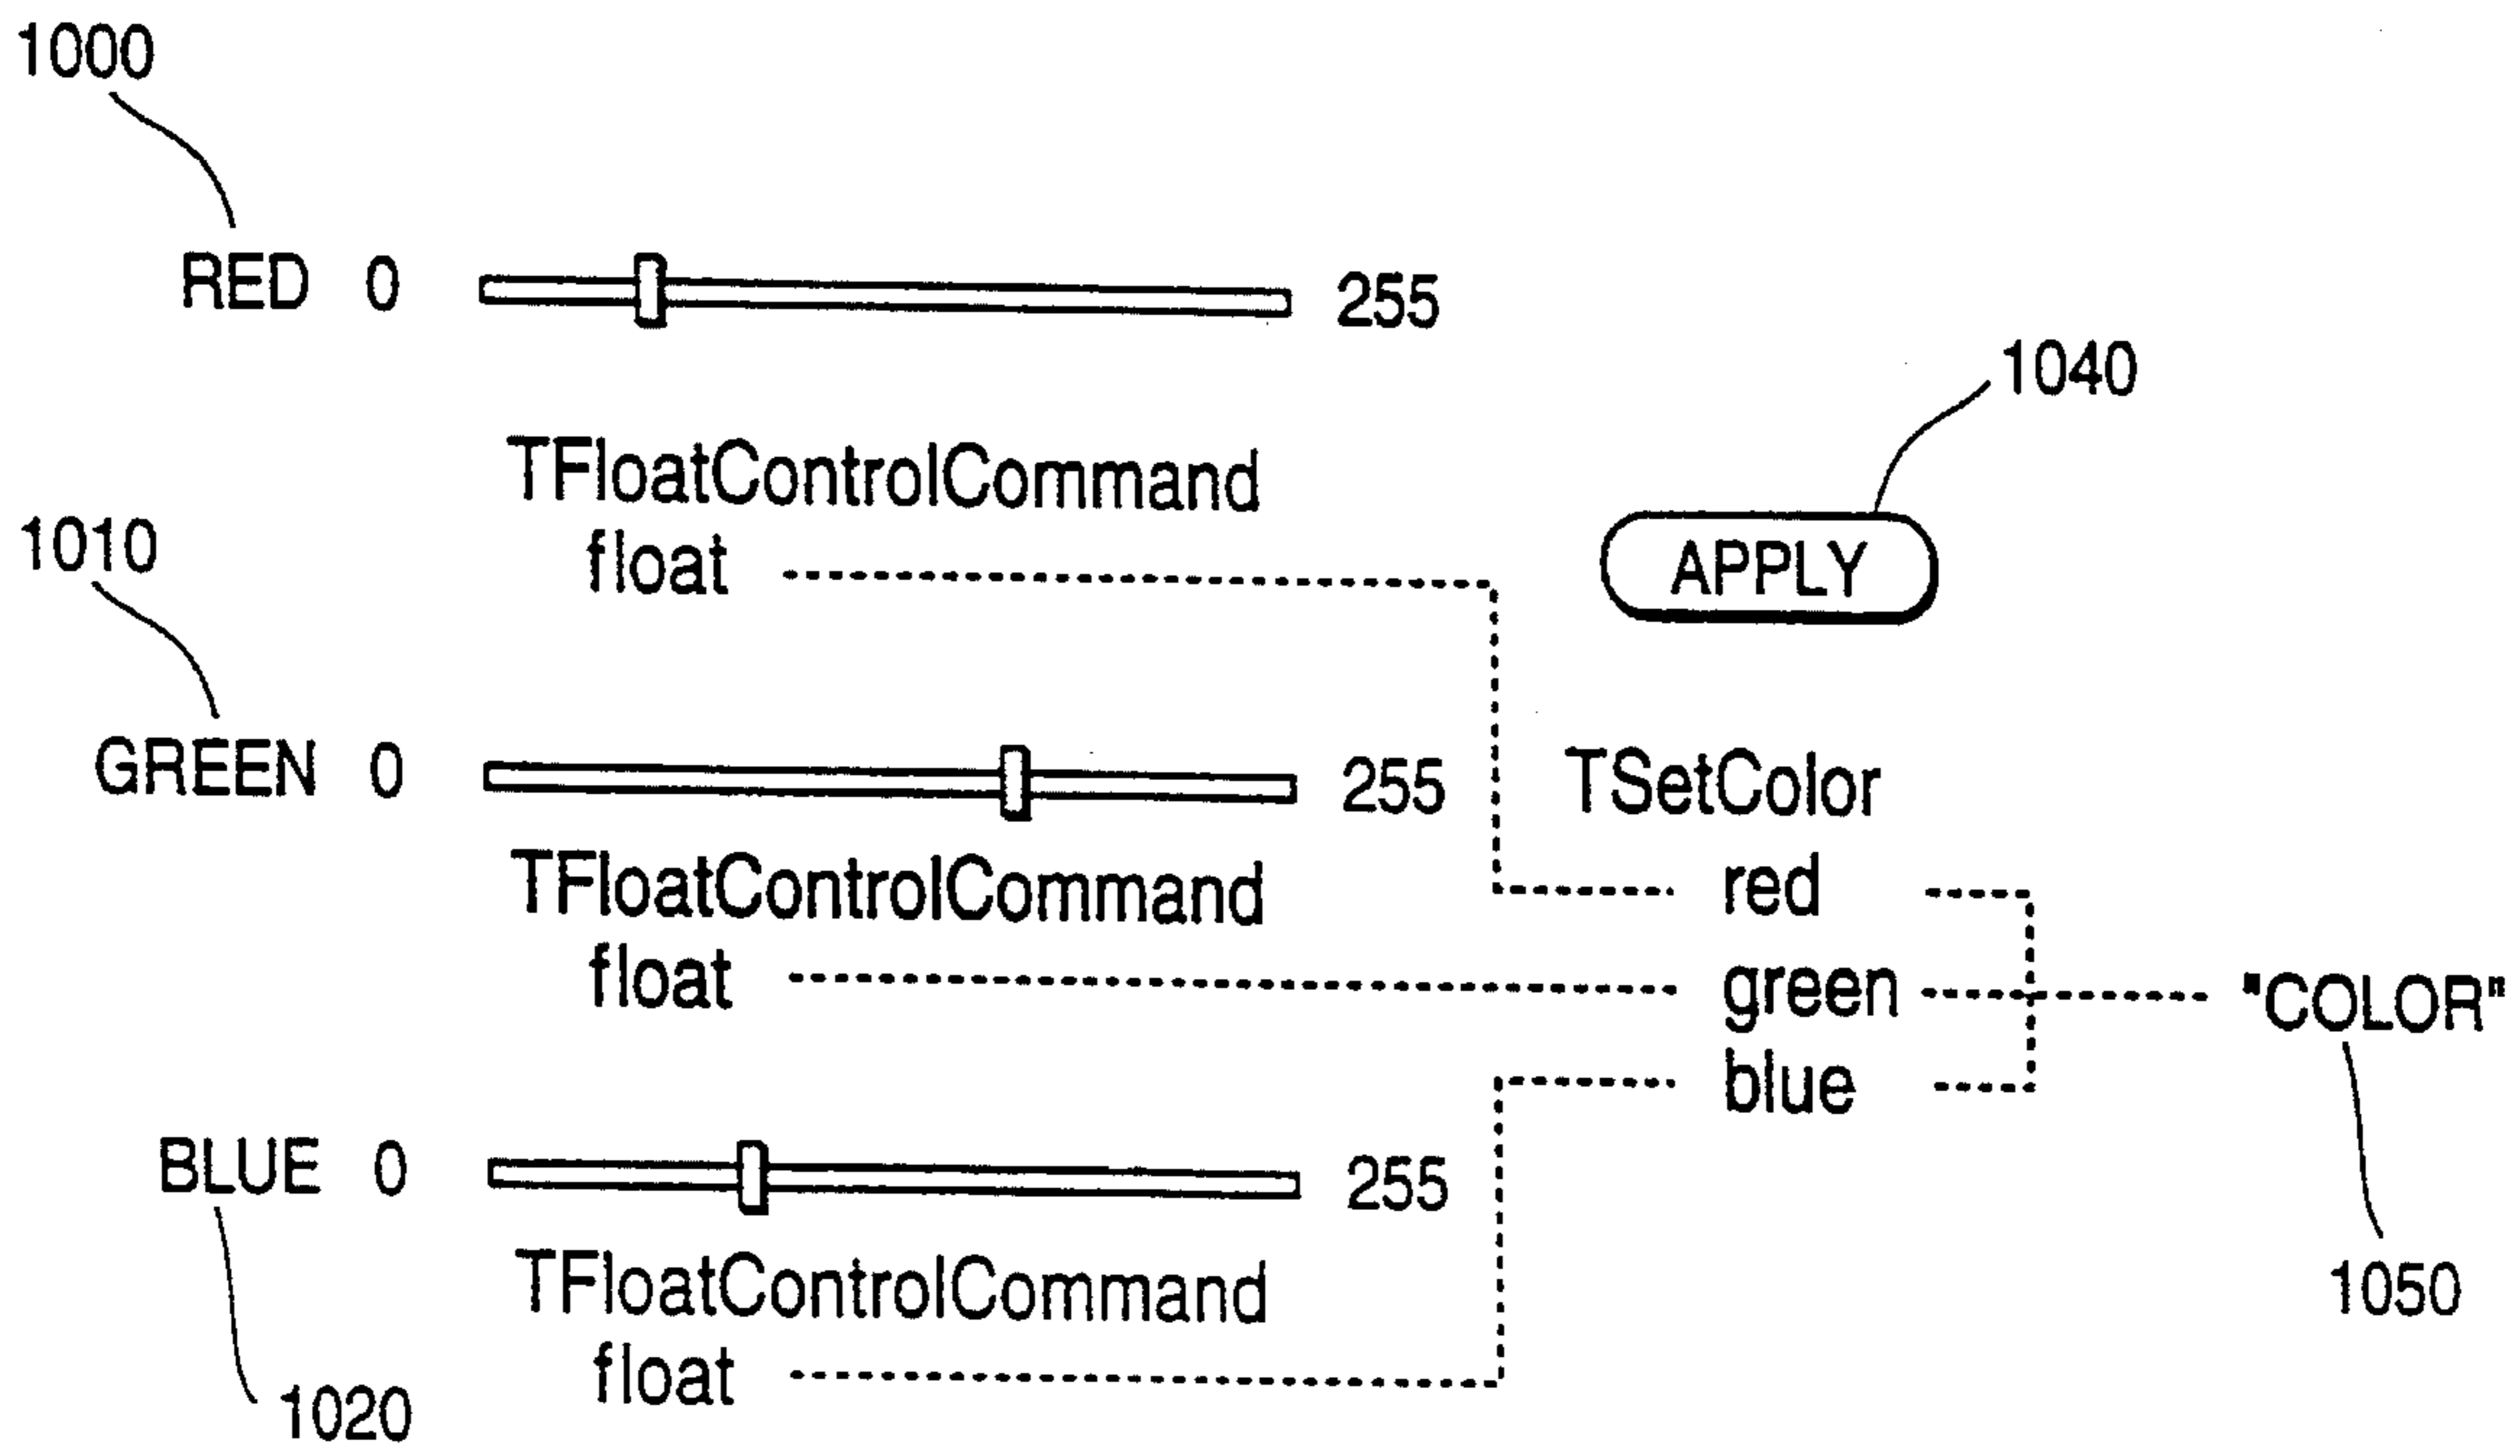 1000
RED 0 255
1040
TFloatControlCommand
float
APPLY
1010
GREEN 0 255
TSetColor
TFloatControlCommand
red
float
green
"COLOR"
blue
BLUE 0 255
TFloatControlCommand
1050
float
1020